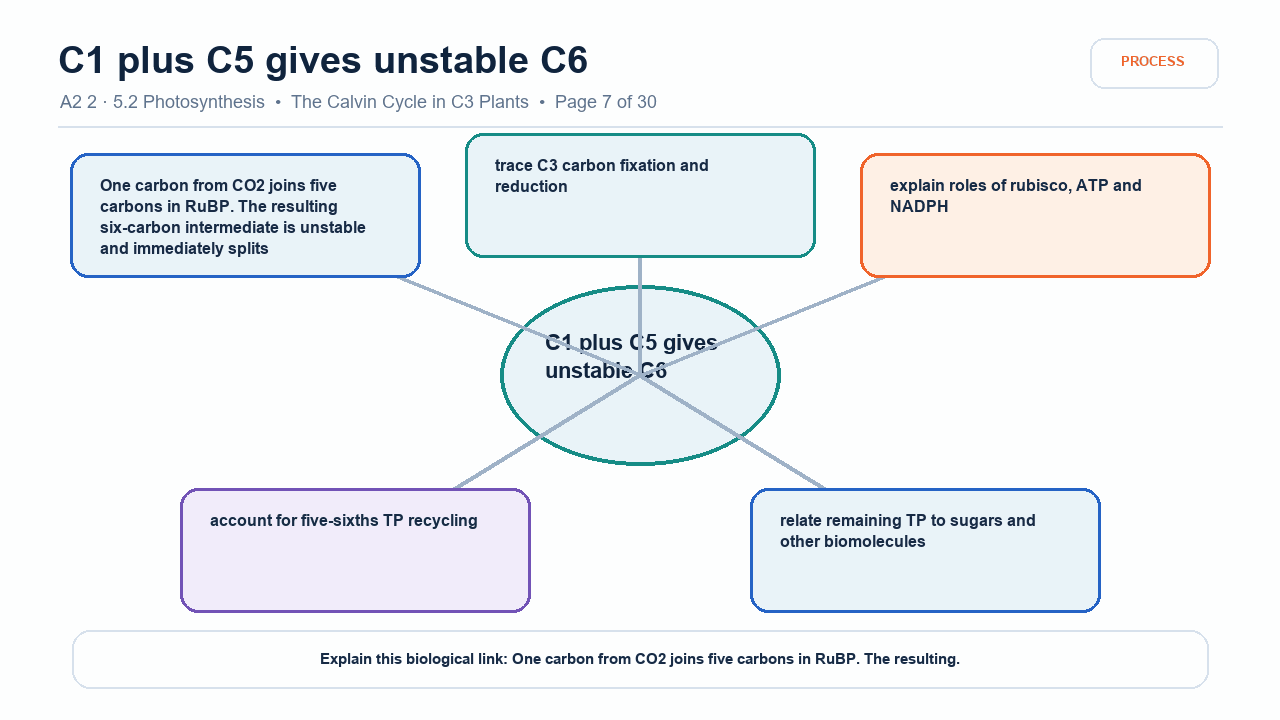 C1 plus C5 gives unstable C6
PROCESS
A2 2 · 5.2 Photosynthesis • The Calvin Cycle in C3 Plants • Page 7 of 30
One carbon from CO2 joins five
carbons in RuBP. The resulting
six-carbon intermediate is unstable
and immediately splits
trace C3 carbon fixation and
reduction
explain roles of rubisco, ATP and
NADPH
C1 plus C5 gives
unstable C6
account for five-sixths TP recycling
relate remaining TP to sugars and
other biomolecules
Explain this biological link: One carbon from CO2 joins five carbons in RuBP. The resulting.